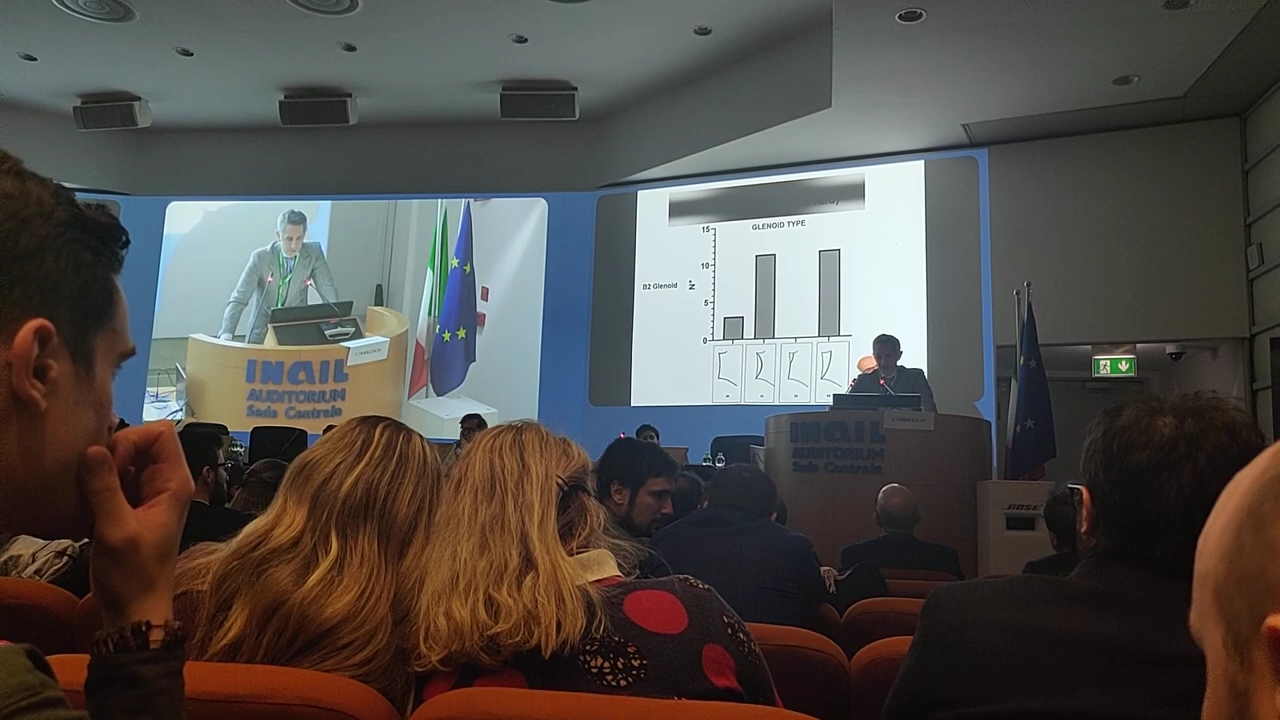 GLENOID TYPE
15
10
5
0
N°
B2 Glenoid
INAIL
AUDITORIUM
Sede Centrale
INAIL
AUDITORIUM
Sede Centrale
BOSE